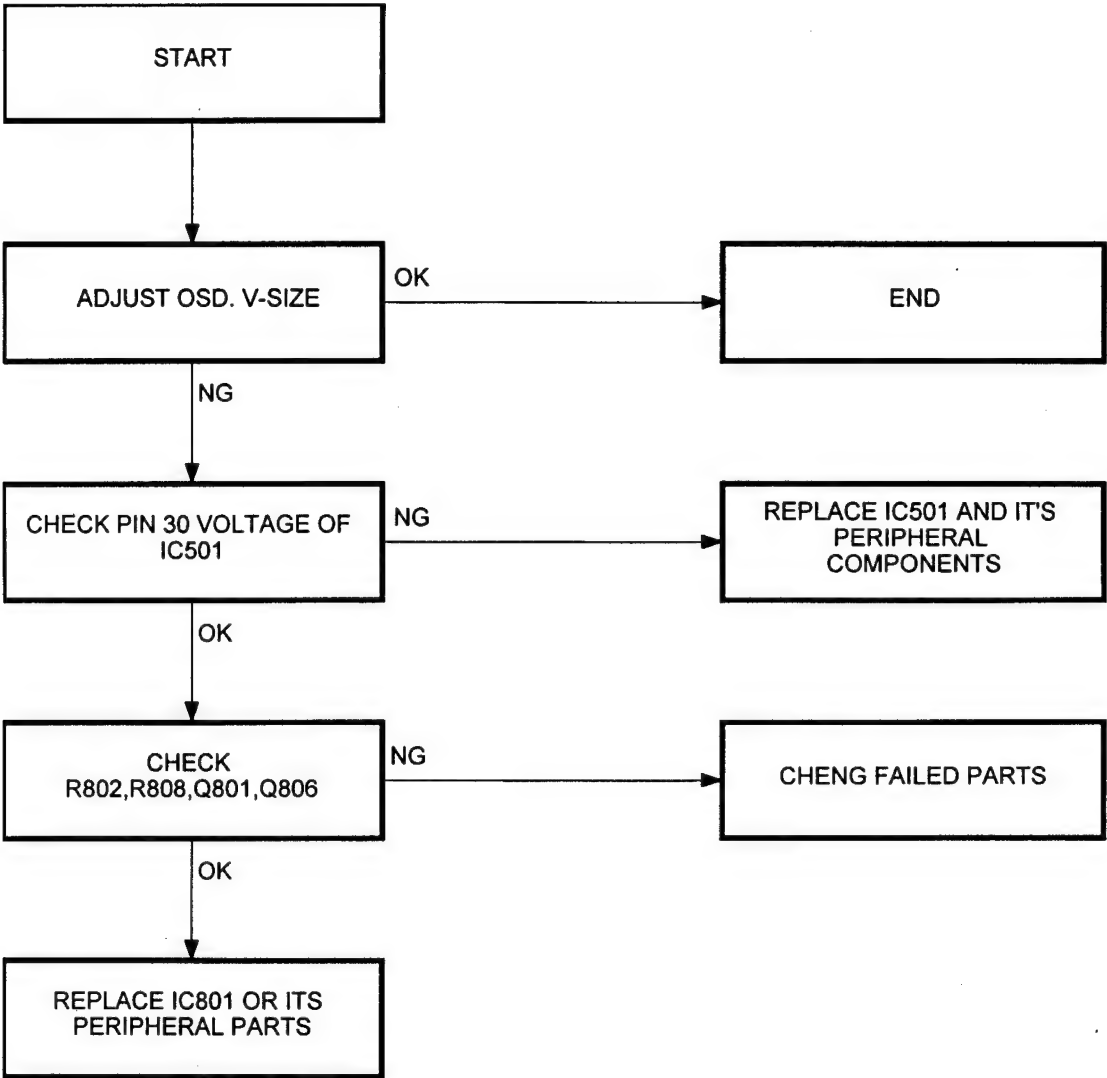 START
ADJUST OSD. V-SIZE
OK
END
NG
CHECK PIN 30 VOLTAGE OF
IC501
NG
REPLACE IC501 AND IT'S
PERIPHERAL
COMPONENTS
OK
CHECK
R802,R808,Q801,Q806
NG
CHENG FAILED PARTS
OK
REPLACE IC801 OR ITS
PERIPHERAL PARTS